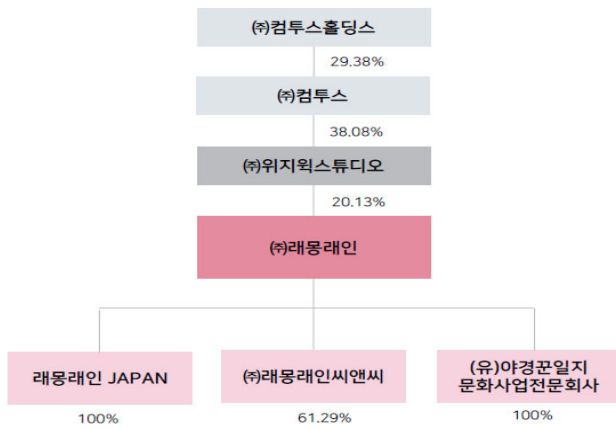 ㈜컴투스홀딩스
29.38%
㈜컴투스
38.08%
㈜위지윅스튜디오
20.13%
㈜래몽래인
래몽래인 JAPAN
㈜래몽래인씨앤씨
(유)야경꾼일지
문화사업전문회사
100%
61.29%
100%